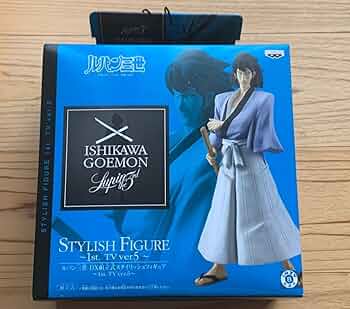 ルパン三世
BANPRESTO
STYLISH FIGURE 1st. TV ver.5
ISHIKAWA
GOEMON
Lupin the 3rd
STYLISH FIGURE
~1st. TV ver.5~
ルパン三世 DX組立式スタイリッシュフィギュア
~1st. TV ver.5~